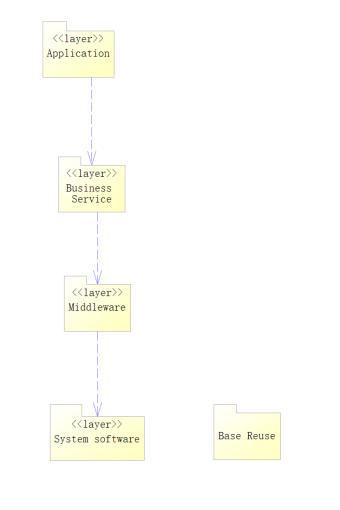 <<layer>>
Application
<<layer>>
Business
Service
<<layer>>
Middleware
<<layer>>
System software
Base Reuse